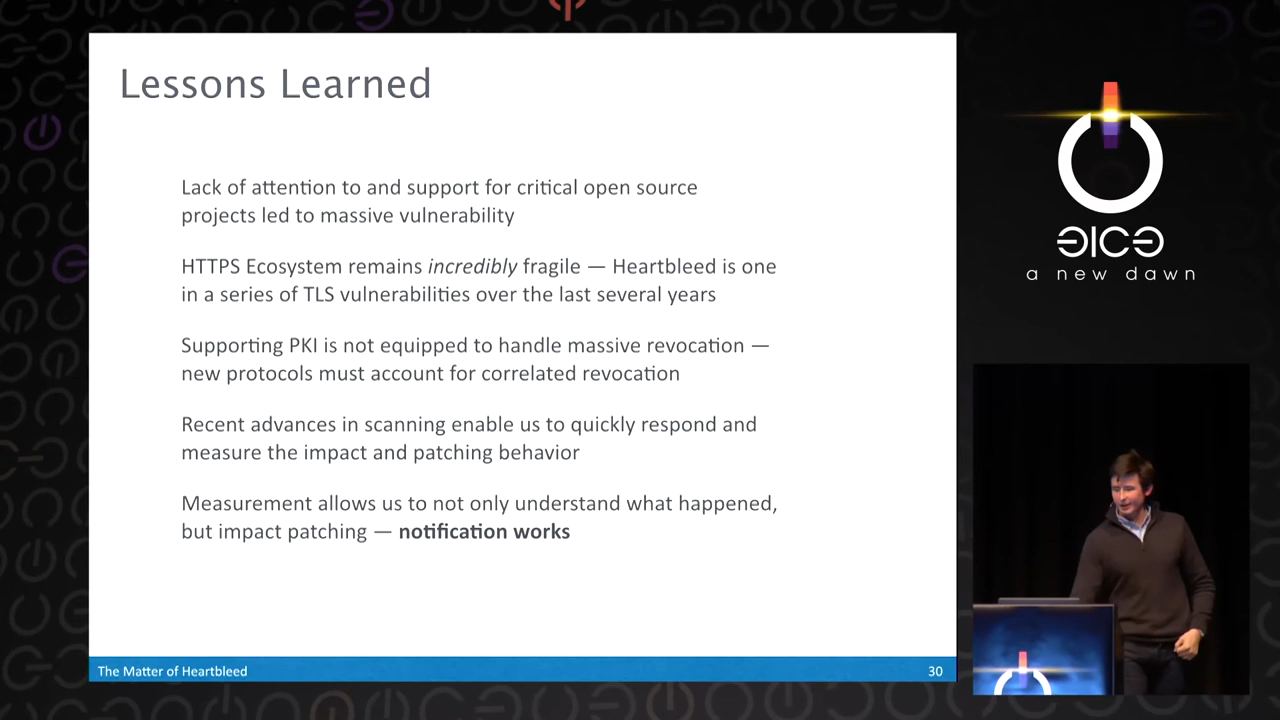 Lessons Learned
Lack of attention to and support for critical open source
projects led to massive vulnerability
HTTPS Ecosystem remains incredibly fragile — Heartbleed is one
in a series of TLS vulnerabilities over the last several years
Supporting PKI is not equipped to handle massive revocation —
new protocols must account for correlated revocation
Recent advances in scanning enable us to quickly respond and
measure the impact and patching behavior
Measurement allows us to not only understand what happened,
but impact patching — notification works
The Matter of Heartbleed
30
a new dawn